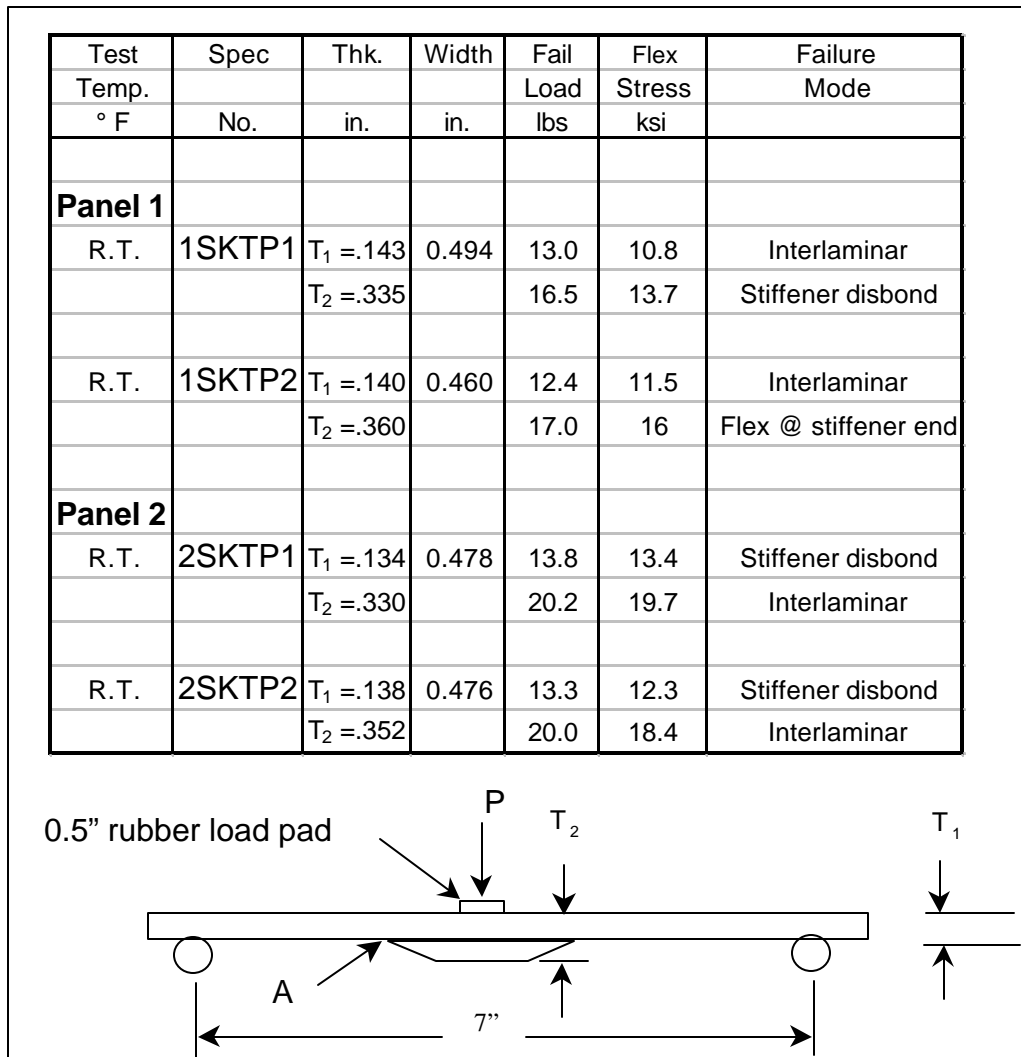 Test Spec Thk. Width Fail Flex Failure
Temp. Load Stress Mode
° F No. in. in. lbs ksi
Panel 1
R.T. 1SKTP1 T₁ =.143 0.494 13.0 10.8 Interlaminar
T₂ =.335 16.5 13.7 Stiffener disbond
R.T. 1SKTP2 T₁ =.140 0.460 12.4 11.5 Interlaminar
T₂ =.360 17.0 16 Flex @ stiffener end
Panel 2
R.T. 2SKTP1 T₁ =.134 0.478 13.8 13.4 Stiffener disbond
T₂ =.330 20.2 19.7 Interlaminar
R.T. 2SKTP2 T₁ =.138 0.476 13.3 12.3 Stiffener disbond
T₂ =.352 20.0 18.4 Interlaminar
0.5” rubber load pad P T₂ T₁
A
7”